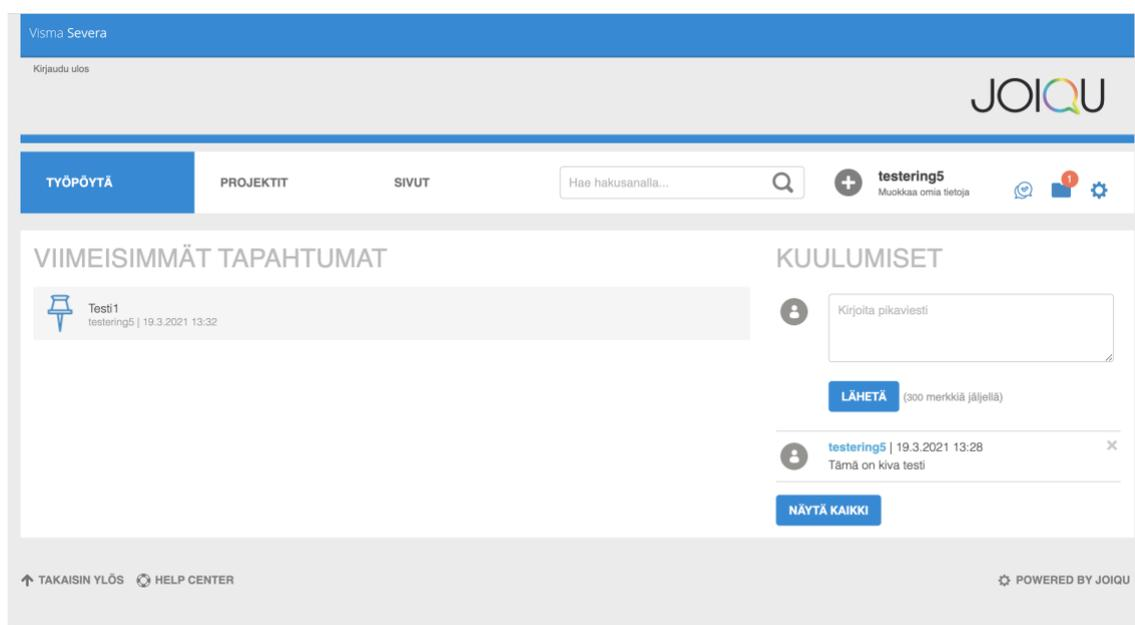 Visma Severa
Kirjaudu ulos
JOIQU
TYÖPÖYTÄ
PROJEKTIT
SIVUT
Hae hakusanalla...
testering5
Muokkaa omia tietoja
1
VIIMEISIMMÄT TAPAHTUMAT
Testi1
testering5 | 19.3.2021 13:32
KUULUMISET
Kirjoita pikaviesti
LÄHETÄ (300 merkkiä jäljellä)
testering5 | 19.3.2021 13:28
Tämä on kiva testi
NÄYTÄ KAIKKI
TAKAISIN YLÖS HELP CENTER
POWERED BY JOIQU